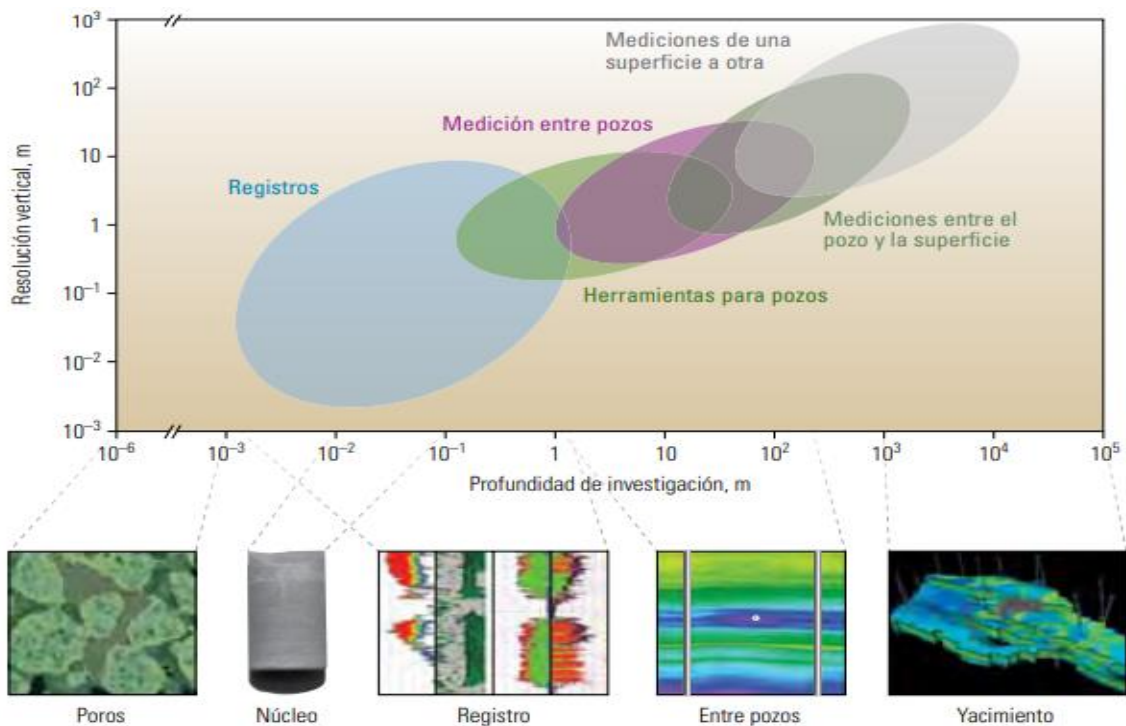 10³
10²
10
1
10⁻¹
10⁻²
10⁻³
Resolución vertical, m
Mediciones de una
superficie a otra
Medición entre pozos
Registros
Mediciones entre el
pozo y la superficie
Herramientas para pozos
10⁻⁶ 10⁻³ 10⁻² 10⁻¹ 1 10 10² 10³ 10⁴ 10⁵
Profundidad de investigación, m
Poros Núcleo Registro Entre pozos Yacimiento